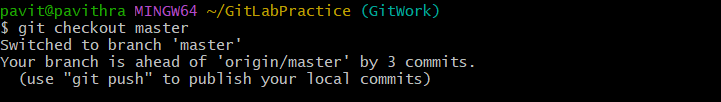 pavit@pavithra MINGW64 ~/GitLabPractice (GitWork)
$ git checkout master
Switched to branch 'master'
Your branch is ahead of 'origin/master' by 3 commits.
  (use "git push" to publish your local commits)